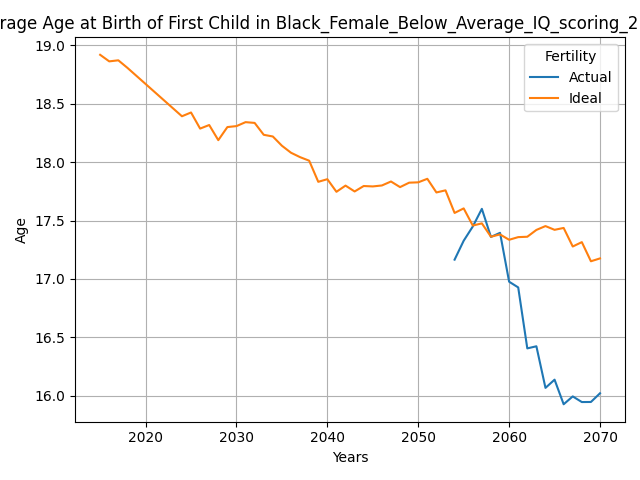 rage Age at Birth of First Child in Black_Female_Below_Average_IQ_scoring_2
Fertility
Actual
Ideal
19.0
18.5
18.0
17.5
17.0
16.5
16.0
Age
2020 2030 2040 2050 2060 2070
Years